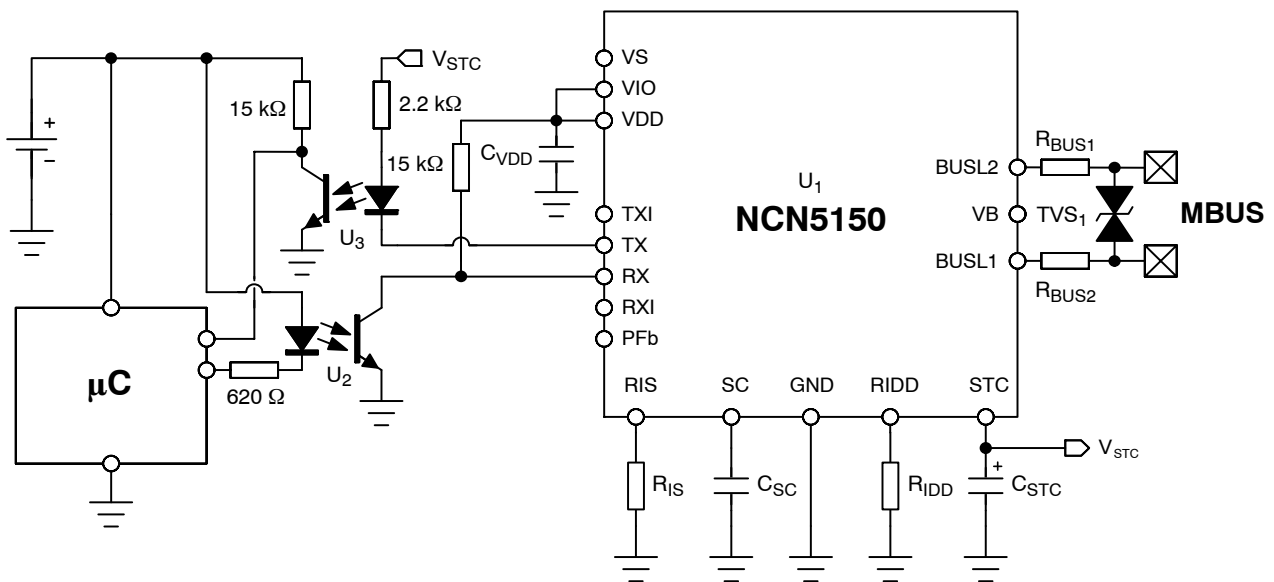 VSTC
VS
VIO
VDD
15 kΩ
2.2 kΩ
+
−
15 kΩ
CVDD
RBUS1
BUSL2
U1
NCN5150
TXI
VB
TVS1
MBUS
U3
TX
BUSL1
RX
RBUS2
RXI
PFb
μC
U2
620 Ω
RIS
SC
GND
RIDD
STC
VSTC
+
RIS
CSC
RIDD
CSTC